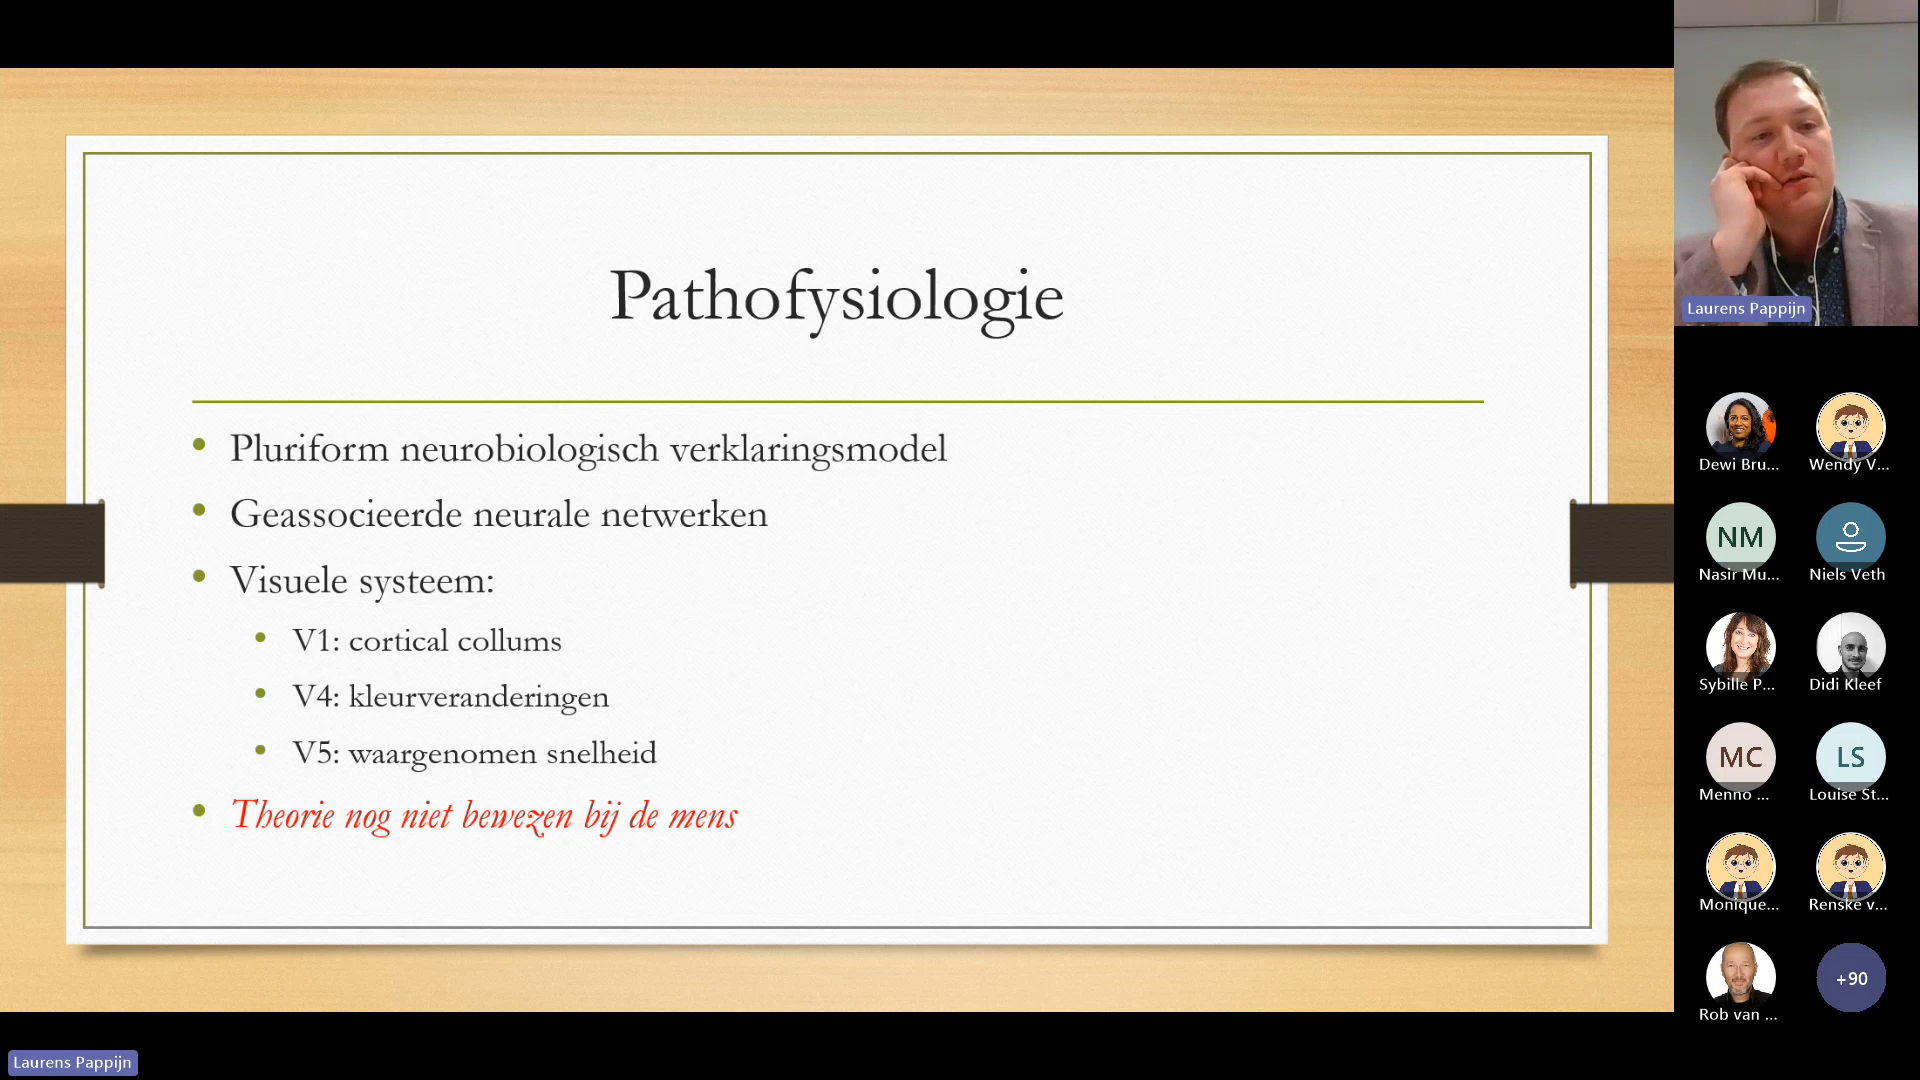 Pathofysiologie
Pluriform neurobiologisch verklaringsmodel
Geassocieerde neurale netwerken
Visuele systeem:
V1: cortical collums
V4: kleurveranderingen
V5: waargenomen snelheid
Theorie nog niet bewezen bij de mens
Laurens Pappijn
Dewi Bru...
Wendy V...
NM
Nasir Mu...
Niels Veth
Sybille P...
Didi Kleef
MC
Menno ...
LS
Louise St...
Monique...
Renske v...
Rob van ...
+90
Laurens Pappijn